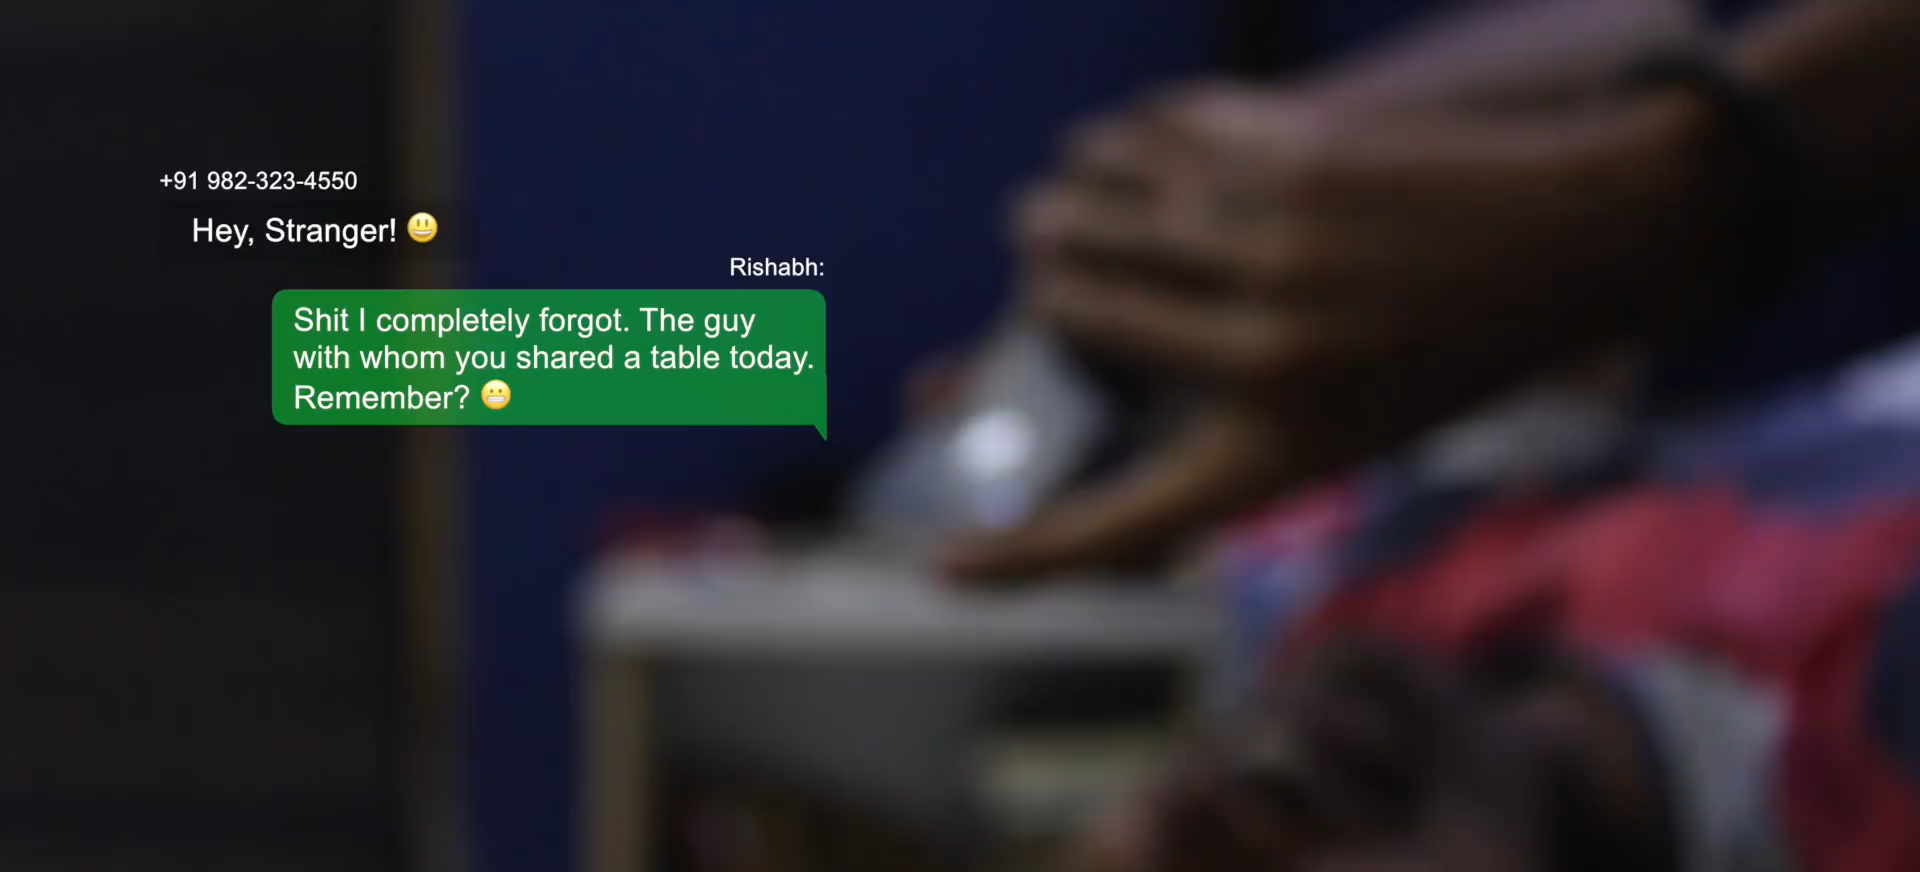 +91 982-323-4550
Hey, Stranger! 😃
Rishabh:
Shit I completely forgot. The guy
with whom you shared a table today.
Remember? 😬